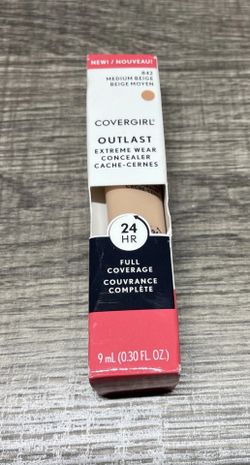 NEW! / NOUVEAU!
842
MEDIUM BEIGE
BEIGE MOYEN
COVERGIRL®
OUTLAST
EXTREME WEAR
CONCEALER
CACHE-CERNES
24
HR
FULL
COVERAGE
COUVRANCE
COMPLÈTE
9 mL (0.30 FL. OZ.)